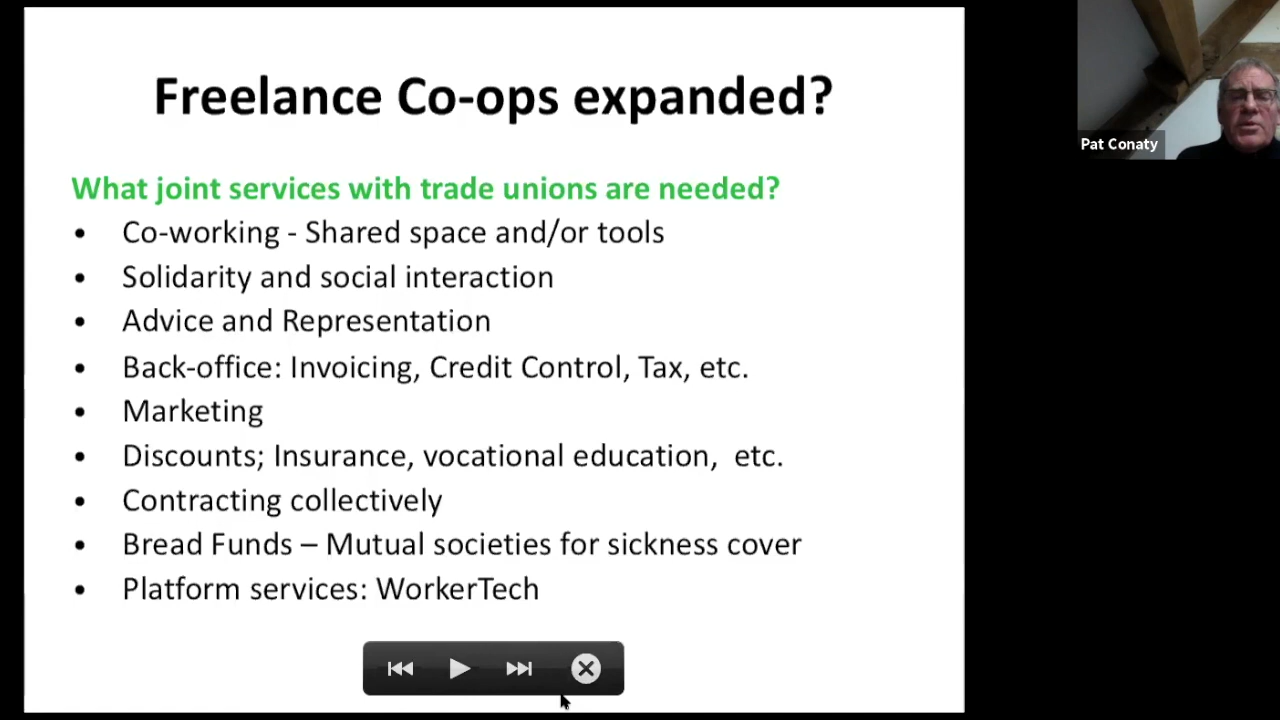 Freelance Co-ops expanded?
What joint services with trade unions are needed?
• Co-working - Shared space and/or tools
• Solidarity and social interaction
• Advice and Representation
• Back-office: Invoicing, Credit Control, Tax, etc.
• Marketing
• Discounts; Insurance, vocational education, etc.
• Contracting collectively
• Bread Funds – Mutual societies for sickness cover
• Platform services: WorkerTech
Pat Conaty